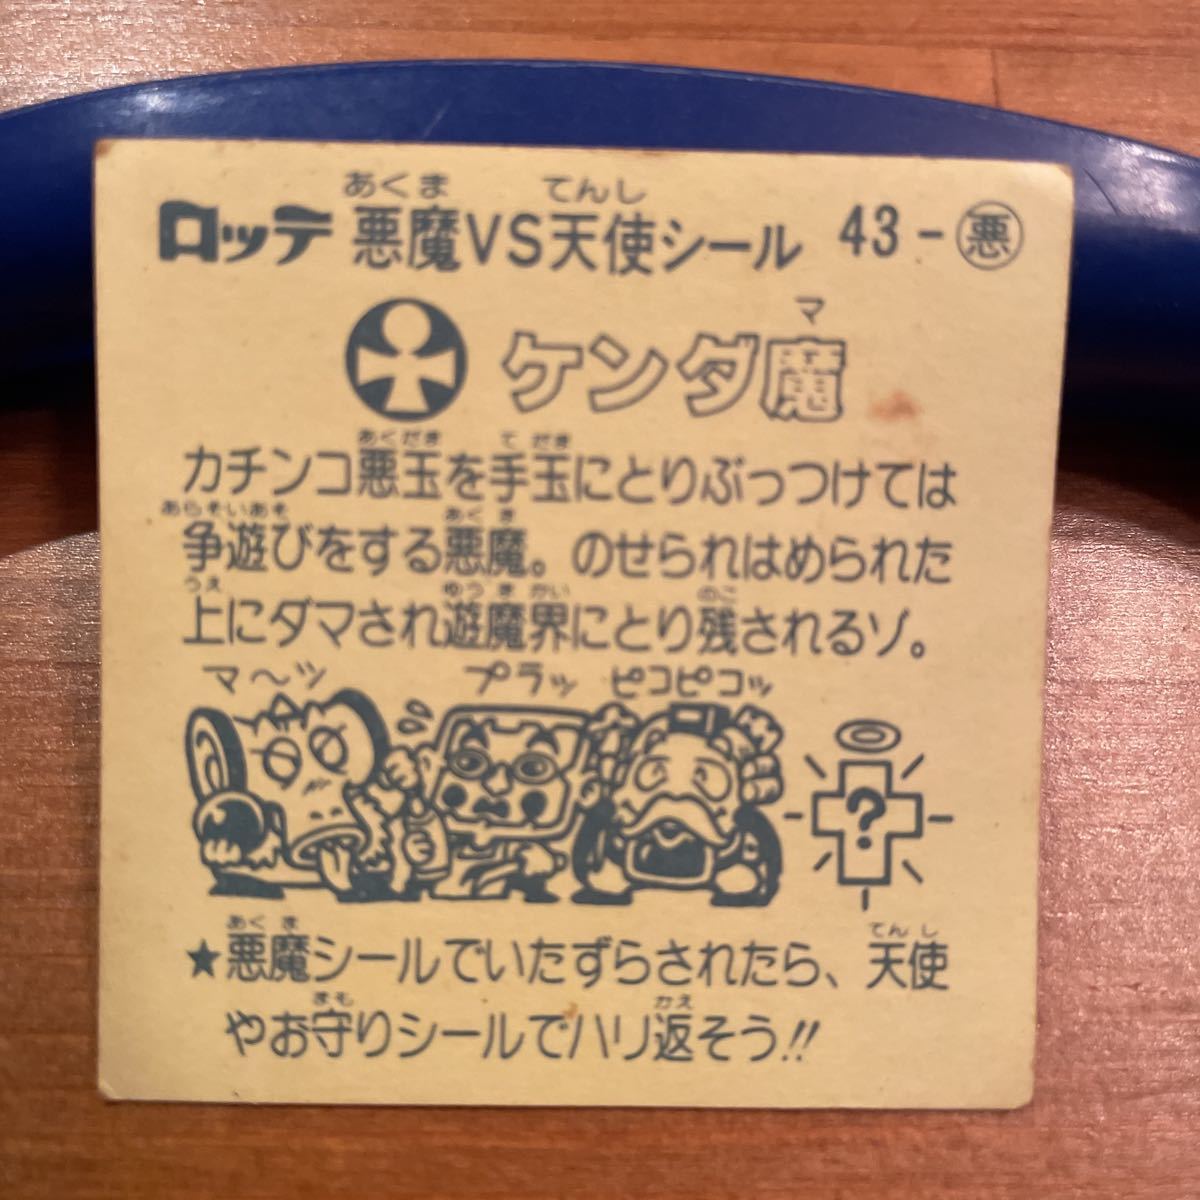 ロッテ 悪魔VS天使シール 43-悪
あくま てんし
ケンダ魔
マ
カチンコ悪玉を手玉にとりぶっつけては
あくだき て だき
争遊びをする悪魔。のせられはめられた
あらそいあそ あくま
上にダマされ遊魔界にとり残されるゾ。
うえ ゆうまかい のこ
マ〜ツ プラッ ピコピコッ
?
★悪魔シールでいたずらされたら、天使
あくま てんし
やお守りシールでハリ返そう!!
まも かえ